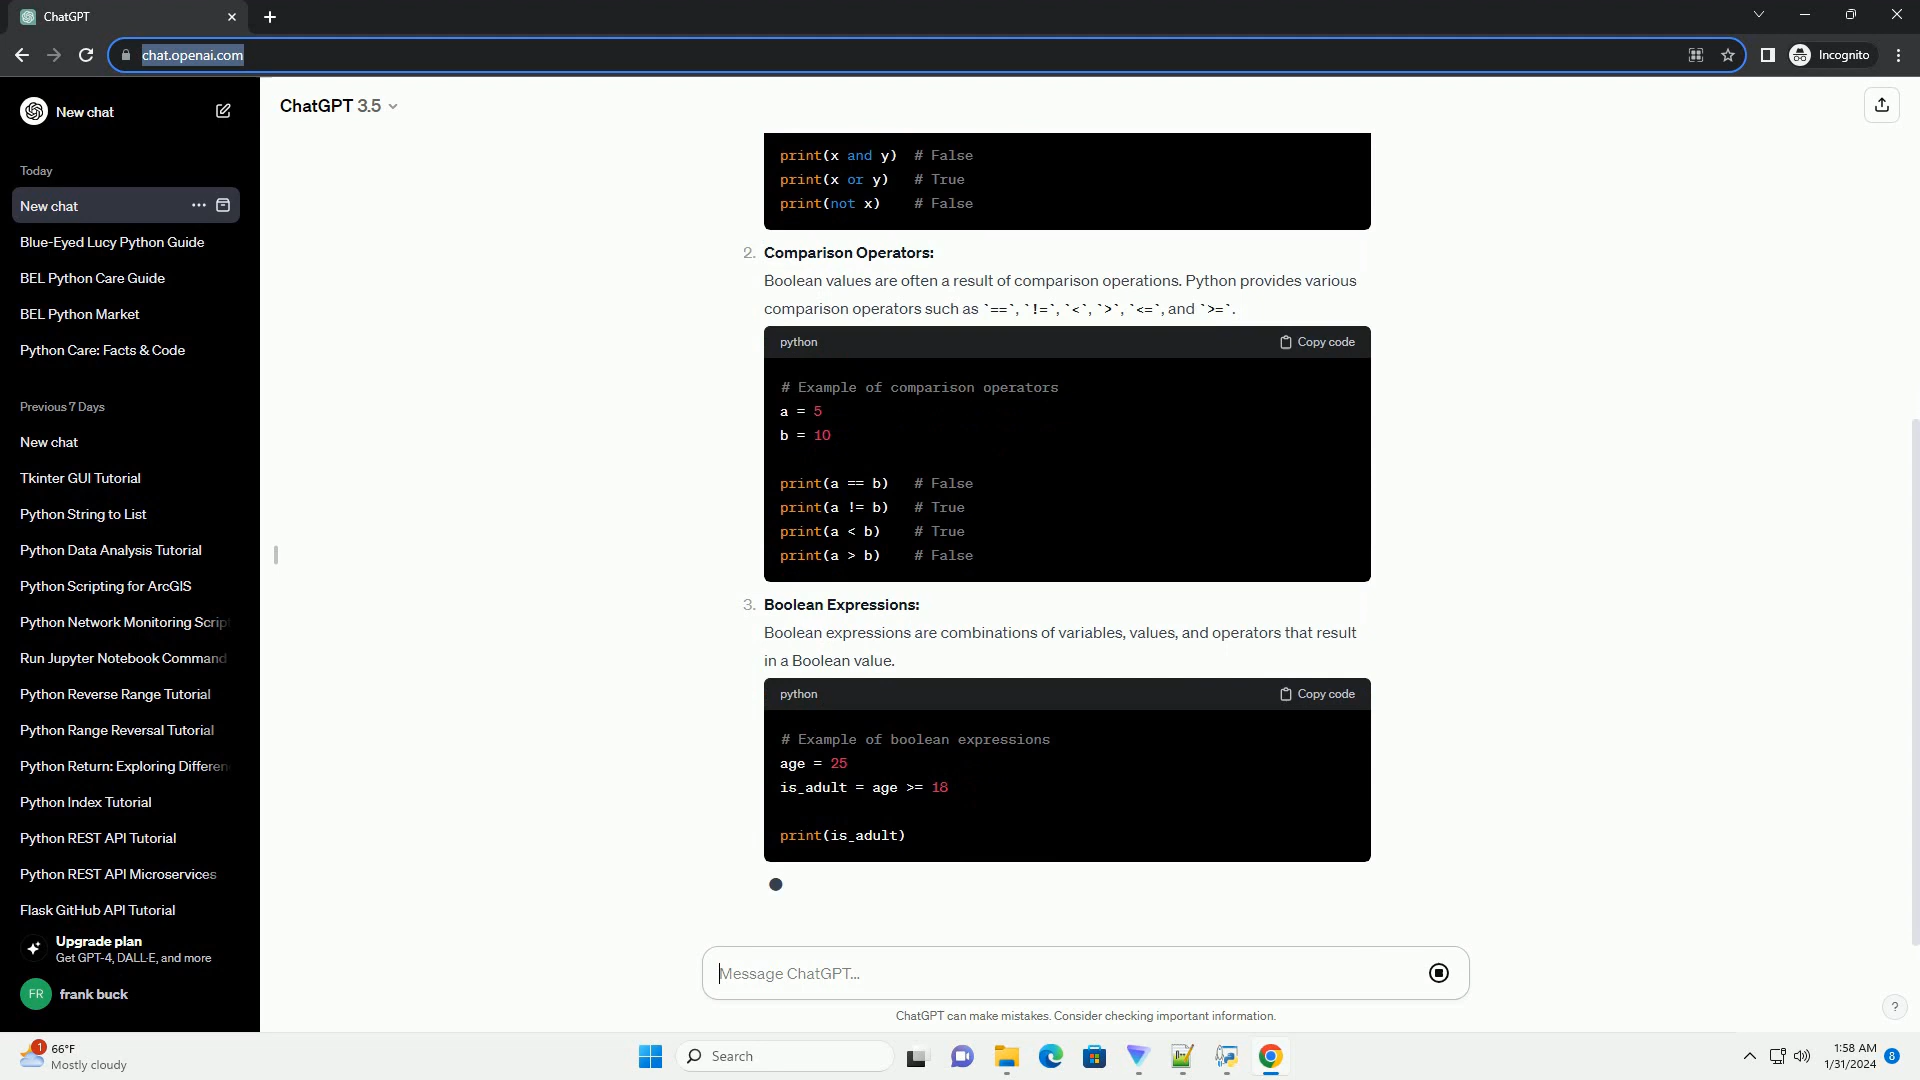 ChatGPT
chat.openai.com
Incognito
New chat
Today
New chat
Blue-Eyed Lucy Python Guide
BEL Python Care Guide
BEL Python Market
Python Care: Facts & Code
Previous 7 Days
New chat
Tkinter GUI Tutorial
Python String to List
Python Data Analysis Tutorial
Python Scripting for ArcGIS
Python Network Monitoring Scrip
Run Jupyter Notebook Command
Python Reverse Range Tutorial
Python Range Reversal Tutorial
Python Return: Exploring Differen
Python Index Tutorial
Python REST API Tutorial
Python REST API Microservices
Flask GitHub API Tutorial
Upgrade plan
Get GPT-4, DALL·E, and more
FR frank buck
ChatGPT 3.5
print(x and y)  # False
print(x or y)   # True
print(not x)    # False
2. Comparison Operators:
Boolean values are often a result of comparison operations. Python provides various
comparison operators such as `==`, `!=`, `<`, `>`, `<=`, and `>=`.
python Copy code
# Example of comparison operators
a = 5
b = 10
print(a == b)   # False
print(a != b)   # True
print(a < b)    # True
print(a > b)    # False
3. Boolean Expressions:
Boolean expressions are combinations of variables, values, and operators that result
in a Boolean value.
python Copy code
# Example of boolean expressions
age = 25
is_adult = age >= 18
print(is_adult)
Message ChatGPT...
ChatGPT can make mistakes. Consider checking important information.
?
1
66°F
Mostly cloudy
Search
1:58 AM
1/31/2024
8